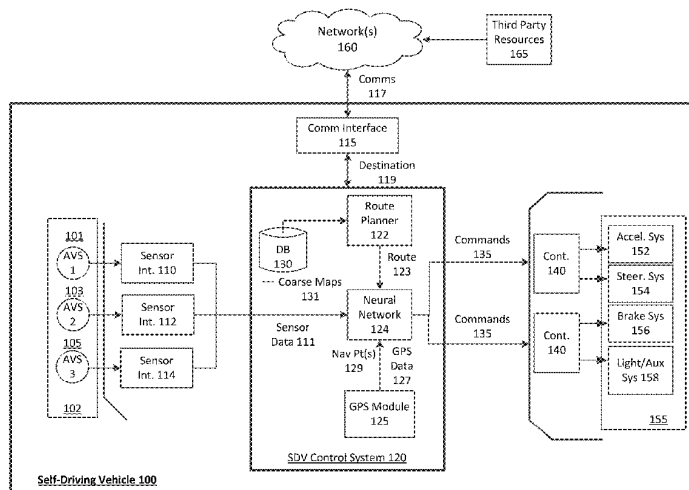 Network(s)
160
Third Party
Resources
165
Comms
117
Comm Interface
115
Destination
119
101
AVS
1
103
AVS
2
105
AVS
3
102
Sensor
Int. 110
Sensor
Int. 112
Sensor
Int. 114
Sensor
Data 111
DB
130
Coarse Maps
131
Route
Planner
122
Route
123
Neural
Network
124
Nav Pt(s)
129
GPS
Data
127
GPS Module
125
SDV Control System 120
Commands
135
Commands
135
Cont.
140
Cont.
140
Accel. Sys
152
Steer. Sys
154
Brake Sys
156
Light/Aux
Sys 158
155
Self-Driving Vehicle 100